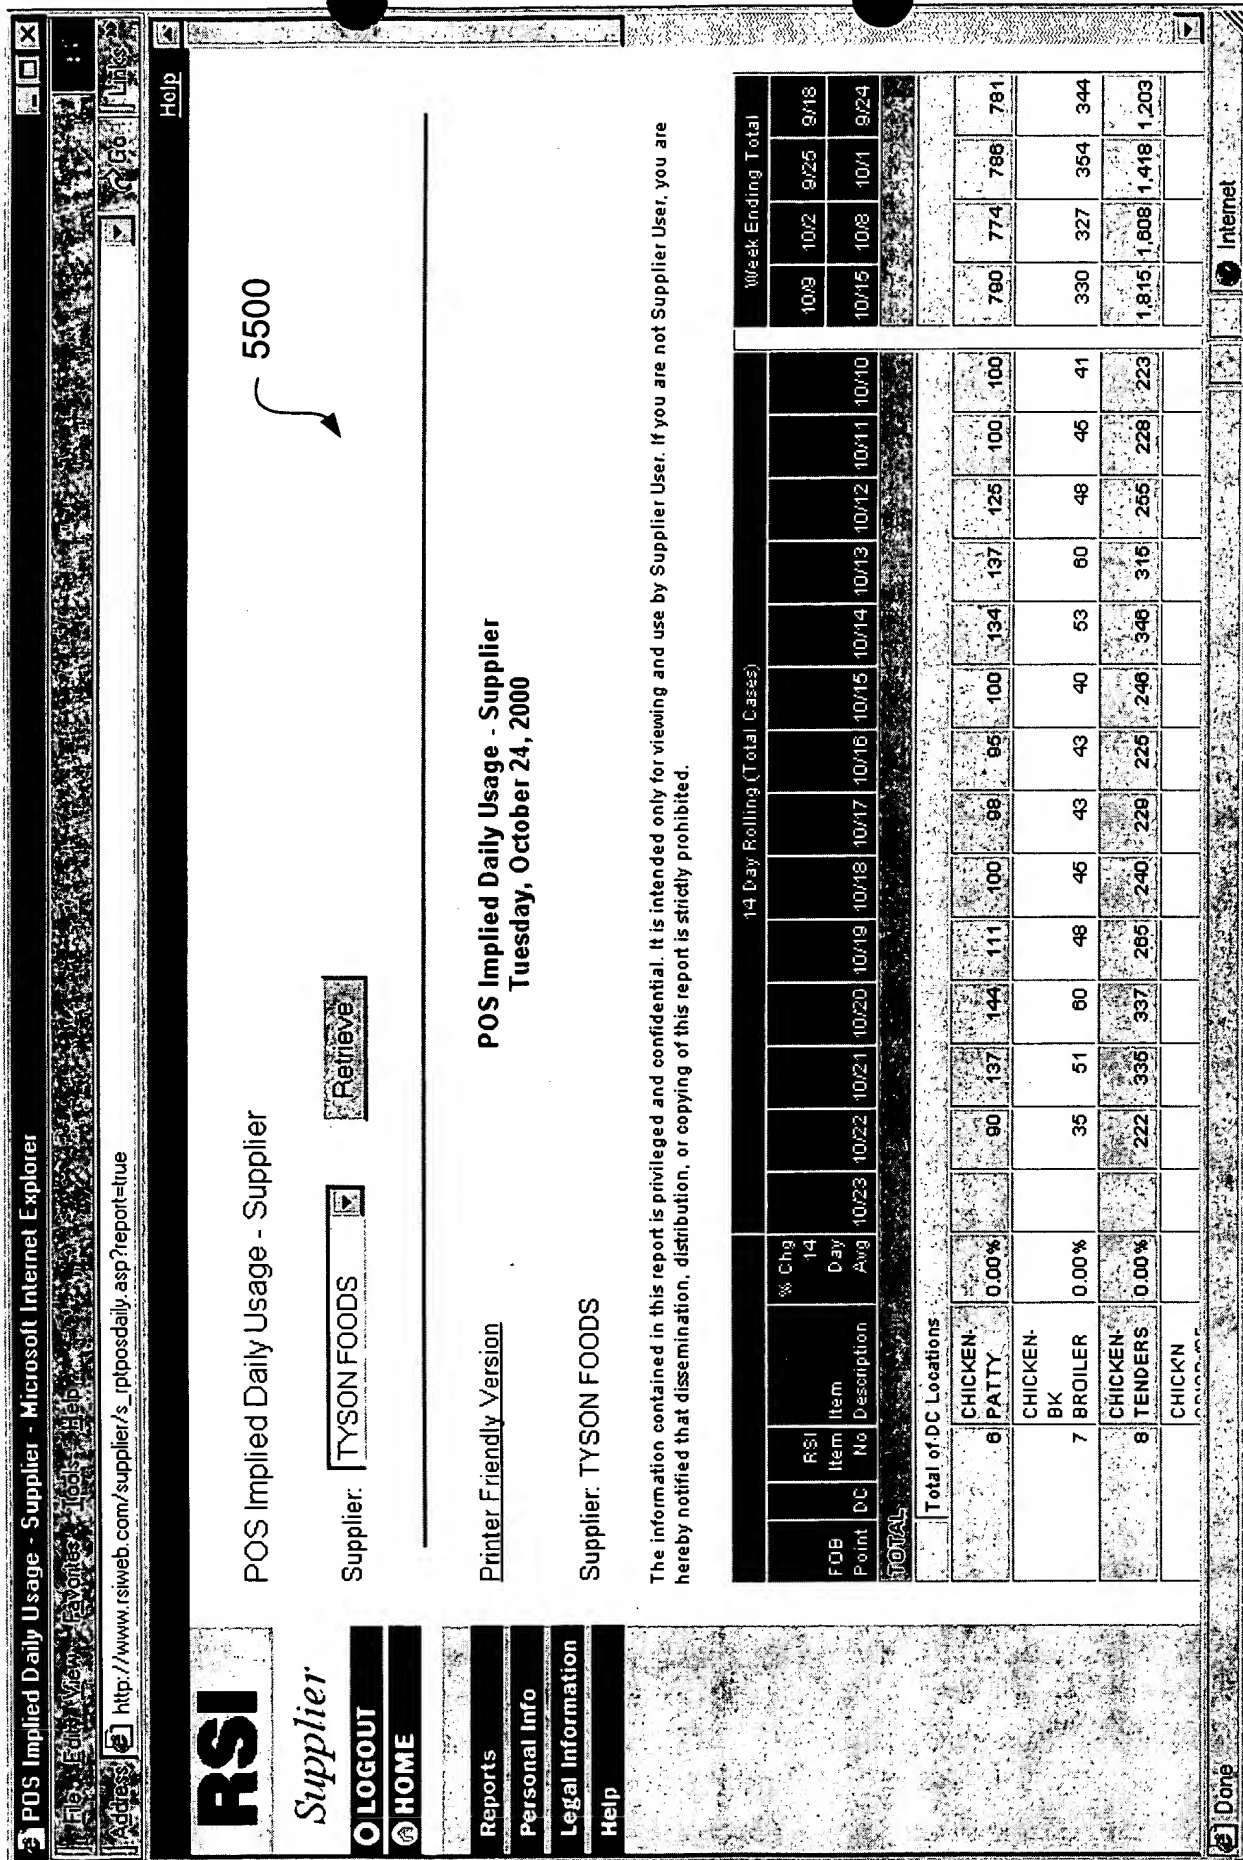 POS Implied Daily Usage - Supplier - Microsoft Internet Explorer
File Edit View Favorites Tools Help
Address http://www.rsiweb.com/supplier/s_rptposdaily.asp?report=true Go Links
Help
RSI
Supplier
LOGOUT
HOME
Reports
Personal Info
Legal Information
Help
POS Implied Daily Usage - Supplier
5500
Supplier: TYSON FOODS Retrieve
Printer Friendly Version
POS Implied Daily Usage - Supplier
Tuesday, October 24, 2000
Supplier: TYSON FOODS
The information contained in this report is privileged and confidential. It is intended only for viewing and use by Supplier User. If you are not Supplier User, you are
hereby notified that dissemination, distribution, or copying of this report is strictly prohibited.
14 Day Rolling (Total Cases) Week Ending Total
FOB Point DC RSI Item No Item Description % Chg 14 Day Avg 10/23 10/22 10/21 10/20 10/19 10/18 10/17 10/16 10/15 10/14 10/13 10/12 10/11 10/10 10/9 10/15 10/2 10/8 9/25 10/1 9/18 9/24
TOTAL
Total of DC Locations
6 CHICKEN-PATTY 0.00% 90 137 144 111 100 98 95 100 134 137 125 100 100 790 774 786 781
7 CHICKEN-BK BROILER 0.00% 35 51 60 48 45 43 43 40 53 60 48 45 41 330 327 354 344
8 CHICKEN-TENDERS 0.00% 222 335 337 265 240 229 225 246 346 315 255 228 223 1,815 1,608 1,418 1,203
CHICK'N
Done Internet